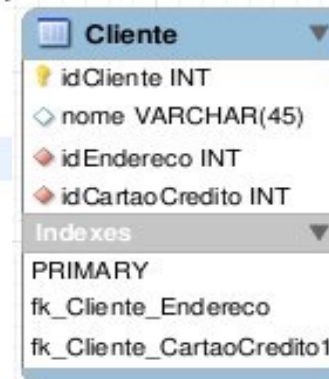 Cliente
idCliente INT
nome VARCHAR(45)
idEndereco INT
idCartaoCredito INT
Indexes
PRIMARY
fk_Cliente_Endereco
fk_Cliente_CartaoCredito1